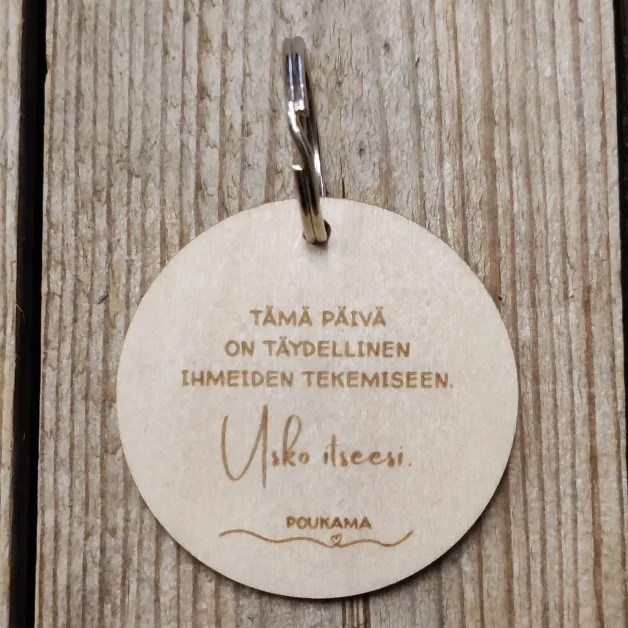 TÄMÄ PÄIVÄ
ON TÄYDELLINEN
IHMEIDEN TEKEMISEEN.
Usko itseesi.
POUKAMA